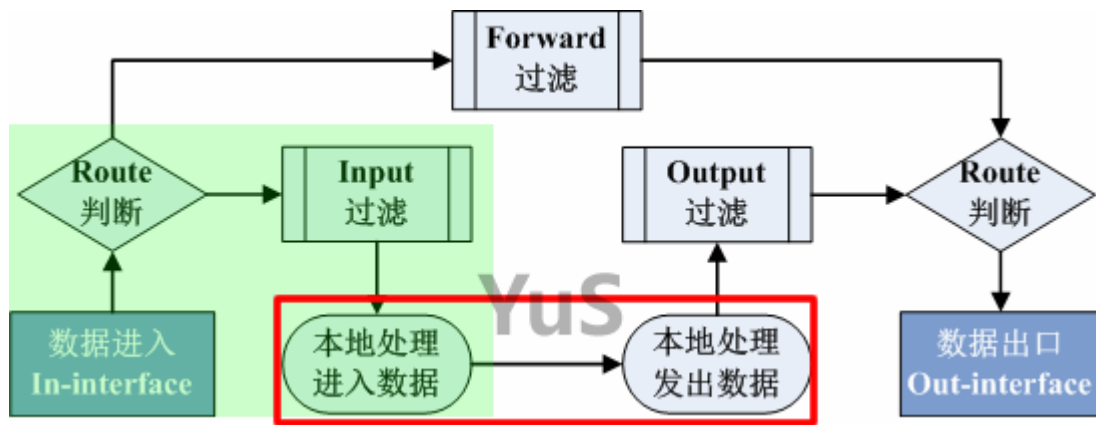 Forward
过滤
Route
判断
Input
过滤
Output
过滤
Route
判断
YuS
数据进入
In-interface
本地处理
进入数据
本地处理
发出数据
数据出口
Out-interface